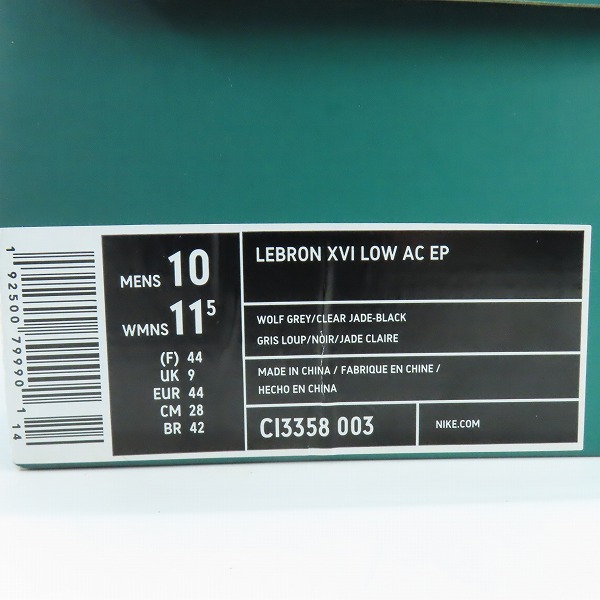 1 92500 79990 1 14
MENS 10
WMNS 11⁵
(F) 44
UK 9
EUR 44
CM 28
BR 42
LEBRON XVI LOW AC EP
WOLF GREY/CLEAR JADE-BLACK
GRIS LOUP/NOIR/JADE CLAIRE
MADE IN CHINA / FABRIQUE EN CHINE /
HECHO EN CHINA
CI3358 003
NIKE.COM